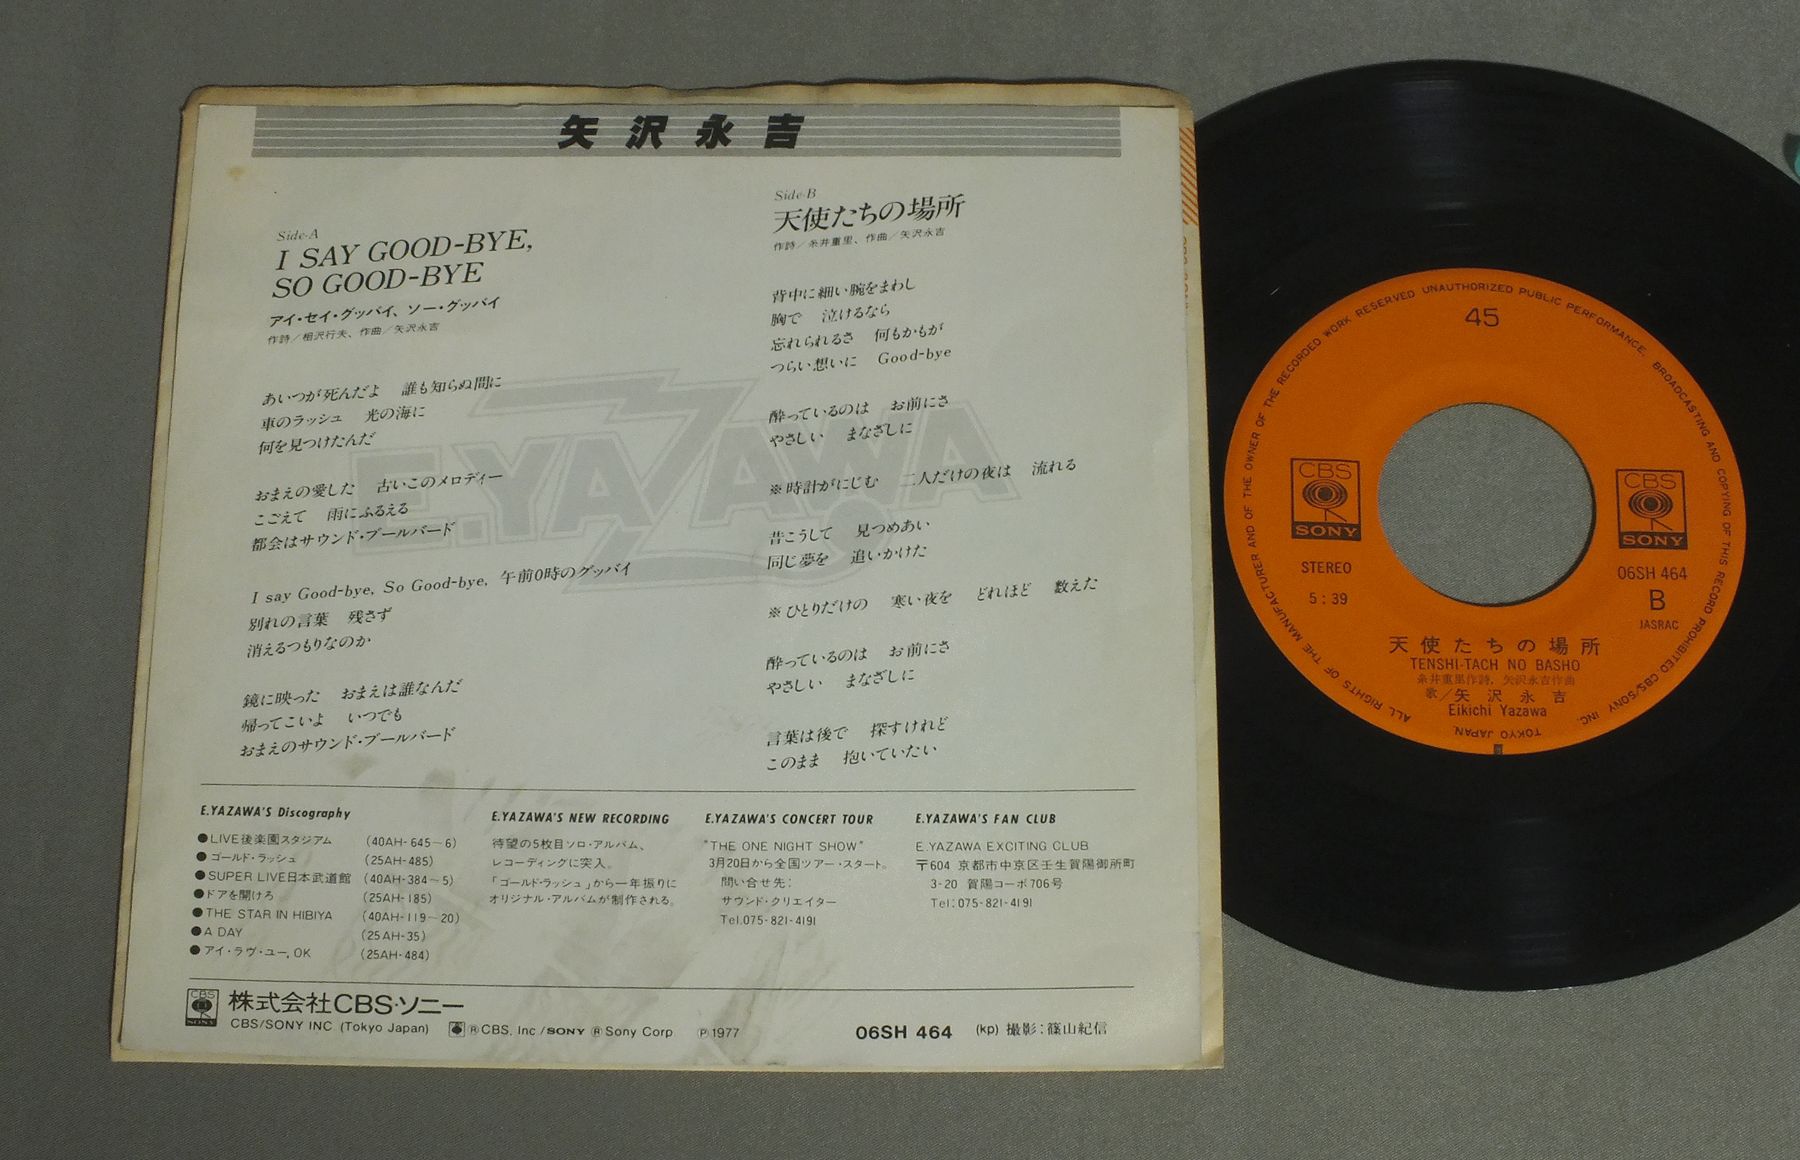 矢沢永吉
Side-A
I SAY GOOD-BYE,
SO GOOD-BYE
アイ・セイ・グッバイ、ソー・グッバイ
作詩／相沢行夫、作曲／矢沢永吉
あいつが死んだよ　誰も知らぬ間に
車のラッシュ　光の海に
何を見つけたんだ
おまえの愛した　古いこのメロディー
こごえて　雨にふるえる
都会はサウンド・ブールバード
I say Good-bye, So Good-bye, 午前0時のグッバイ
別れの言葉　残さず
消えるつもりなのか
鏡に映った　おまえは誰なんだ
帰ってこいよ　いつでも
おまえのサウンド・ブールバード
Side-B
天使たちの場所
作詩／糸井重里、作曲／矢沢永吉
背中に細い腕をまわし
胸で　泣けるなら
忘れられるさ　何もかもが
つらい想いに　Good-bye
酔っているのは　お前にさ
やさしい　まなざしに
※時計がにじむ　二人だけの夜は　流れる
昔こうして　見つめあい
同じ夢を　追いかけた
※ひとりだけの　寒い夜を　どれほど　数えた
酔っているのは　お前にさ
やさしい　まなざしに
言葉は後で　探すけれど
このまま　抱いていたい
E.YAZAWA
E.YAZAWA'S Discography
●LIVE後楽園スタジアム (40AH-645～6)
●ゴールド・ラッシュ (25AH-485)
●SUPER LIVE日本武道館 (40AH-384～5)
●ドアを開けろ (25AH-185)
●THE STAR IN HIBIYA (40AH-119～20)
●A DAY (25AH-35)
●アイ・ラヴ・ユー, OK (25AH-484)
E.YAZAWA'S NEW RECORDING
待望の5枚目ソロ・アルバム、
レコーディングに突入。
「ゴールド・ラッシュ」から一年振りに
オリジナル・アルバムが制作される。
E.YAZAWA'S CONCERT TOUR
"THE ONE NIGHT SHOW"
3月20日から全国ツアー・スタート。
問い合せ先:
サウンド・クリエイター
Tel.075-821-4191
E.YAZAWA'S FAN CLUB
E.YAZAWA EXCITING CLUB
〒604 京都市中京区壬生賀陽御所町
3-20 賀陽コーポ706号
Tel:075-821-4191
CBS SONY
株式会社CBS・ソニー
CBS/SONY INC (Tokyo Japan)
® CBS, Inc / SONY ® Sony Corp ℗1977
06SH 464 (kp) 撮影：篠山紀信
ALL RIGHTS OF THE MANUFACTURER AND OF THE OWNER OF THE RECORDED WORK RESERVED UNAUTHORIZED PUBLIC PERFORMANCE, BROADCASTING AND COPYING OF THIS RECORD PROHIBITED CBS/SONY INC. TOKYO JAPAN.
45
CBS
SONY
STEREO
5:39
CBS
SONY
06SH 464
B
JASRAC
天使たちの場所
TENSHI-TACH NO BASHO
糸井重里作詩, 矢沢永吉作曲
歌／矢沢永吉
Eikichi Yazawa